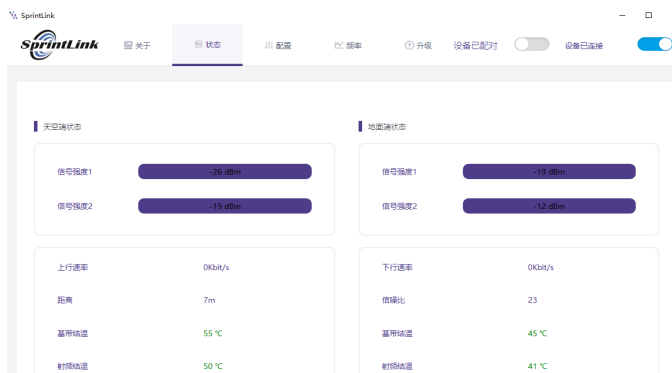 SprintLink
SprintLink 关于 状态 配置 频率 升级 设备已配对 设备已连接
天空端状态 地面端状态
信号强度1 -26 dBm 信号强度1 -19 dBm
信号强度2 -19 dBm 信号强度2 -12 dBm
上行速率 0Kbit/s 下行速率 0Kbit/s
距离 7m 信噪比 23
基带结温 55 ℃ 基带结温 45 ℃
射频结温 50 ℃ 射频结温 41 ℃